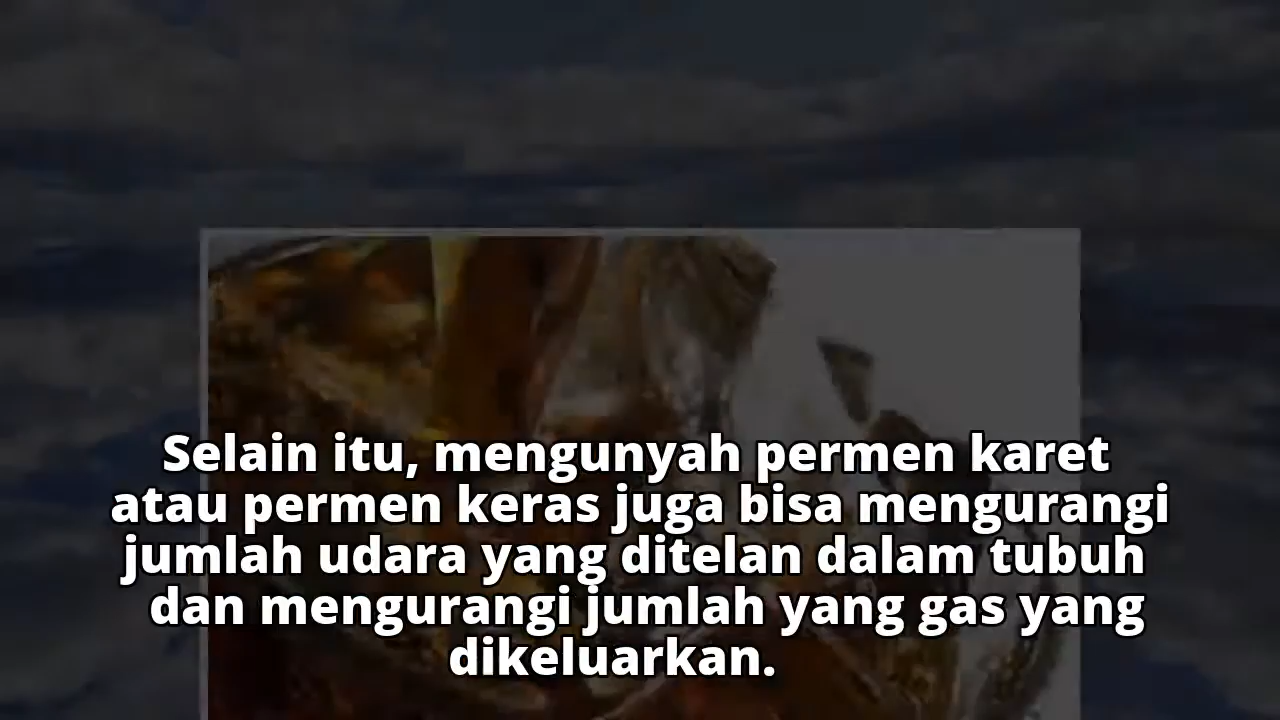 Selain itu, mengunyah permen karet
atau permen keras juga bisa mengurangi
jumlah udara yang ditelan dalam tubuh
dan mengurangi jumlah yang gas yang
dikeluarkan.